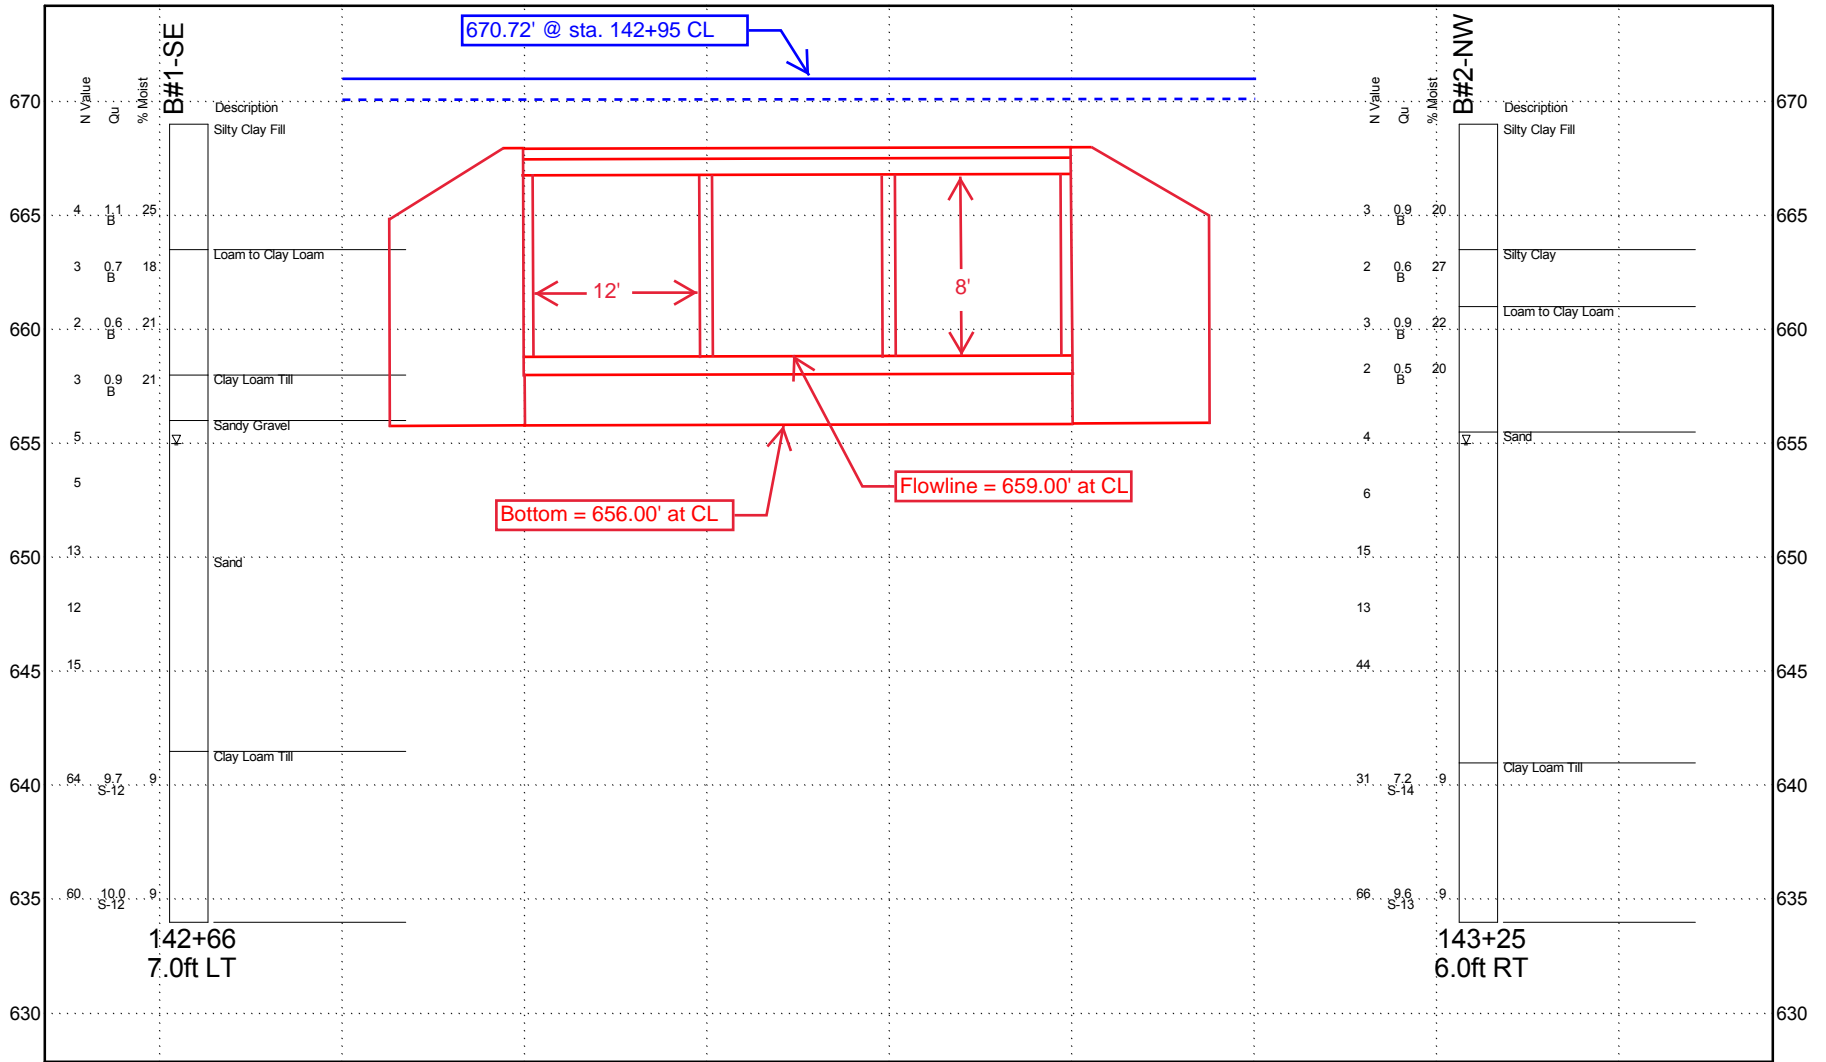 670.72' @ sta. 142+95 CL
B#1-SE
N Value
Qu
% Moist
Description
B#2-NW
N Value
Qu
% Moist
Description
670
670
Silty Clay Fill
Silty Clay Fill
4 1.1 25
B
3 0.9 20
B
665
665
Loam to Clay Loam
Silty Clay
3 0.7 18
B
2 0.6 27
B
12'
8'
Loam to Clay Loam
2 0.6 21
B
3 0.9 22
B
660
660
3 0.9 21
B
Clay Loam Till
2 0.5 20
B
Sandy Gravel
5
4
Sand
655
655
5
6
Flowline = 659.00' at CL
Bottom = 656.00' at CL
13
15
650
650
Sand
12
13
15
44
645
645
Clay Loam Till
Clay Loam Till
64 9.7 9
S-12
31 7.2 9
S-14
640
640
60 10.0 9
S-12
66 9.6 9
S-13
635
635
142+66
7.0ft LT
143+25
6.0ft RT
630
630